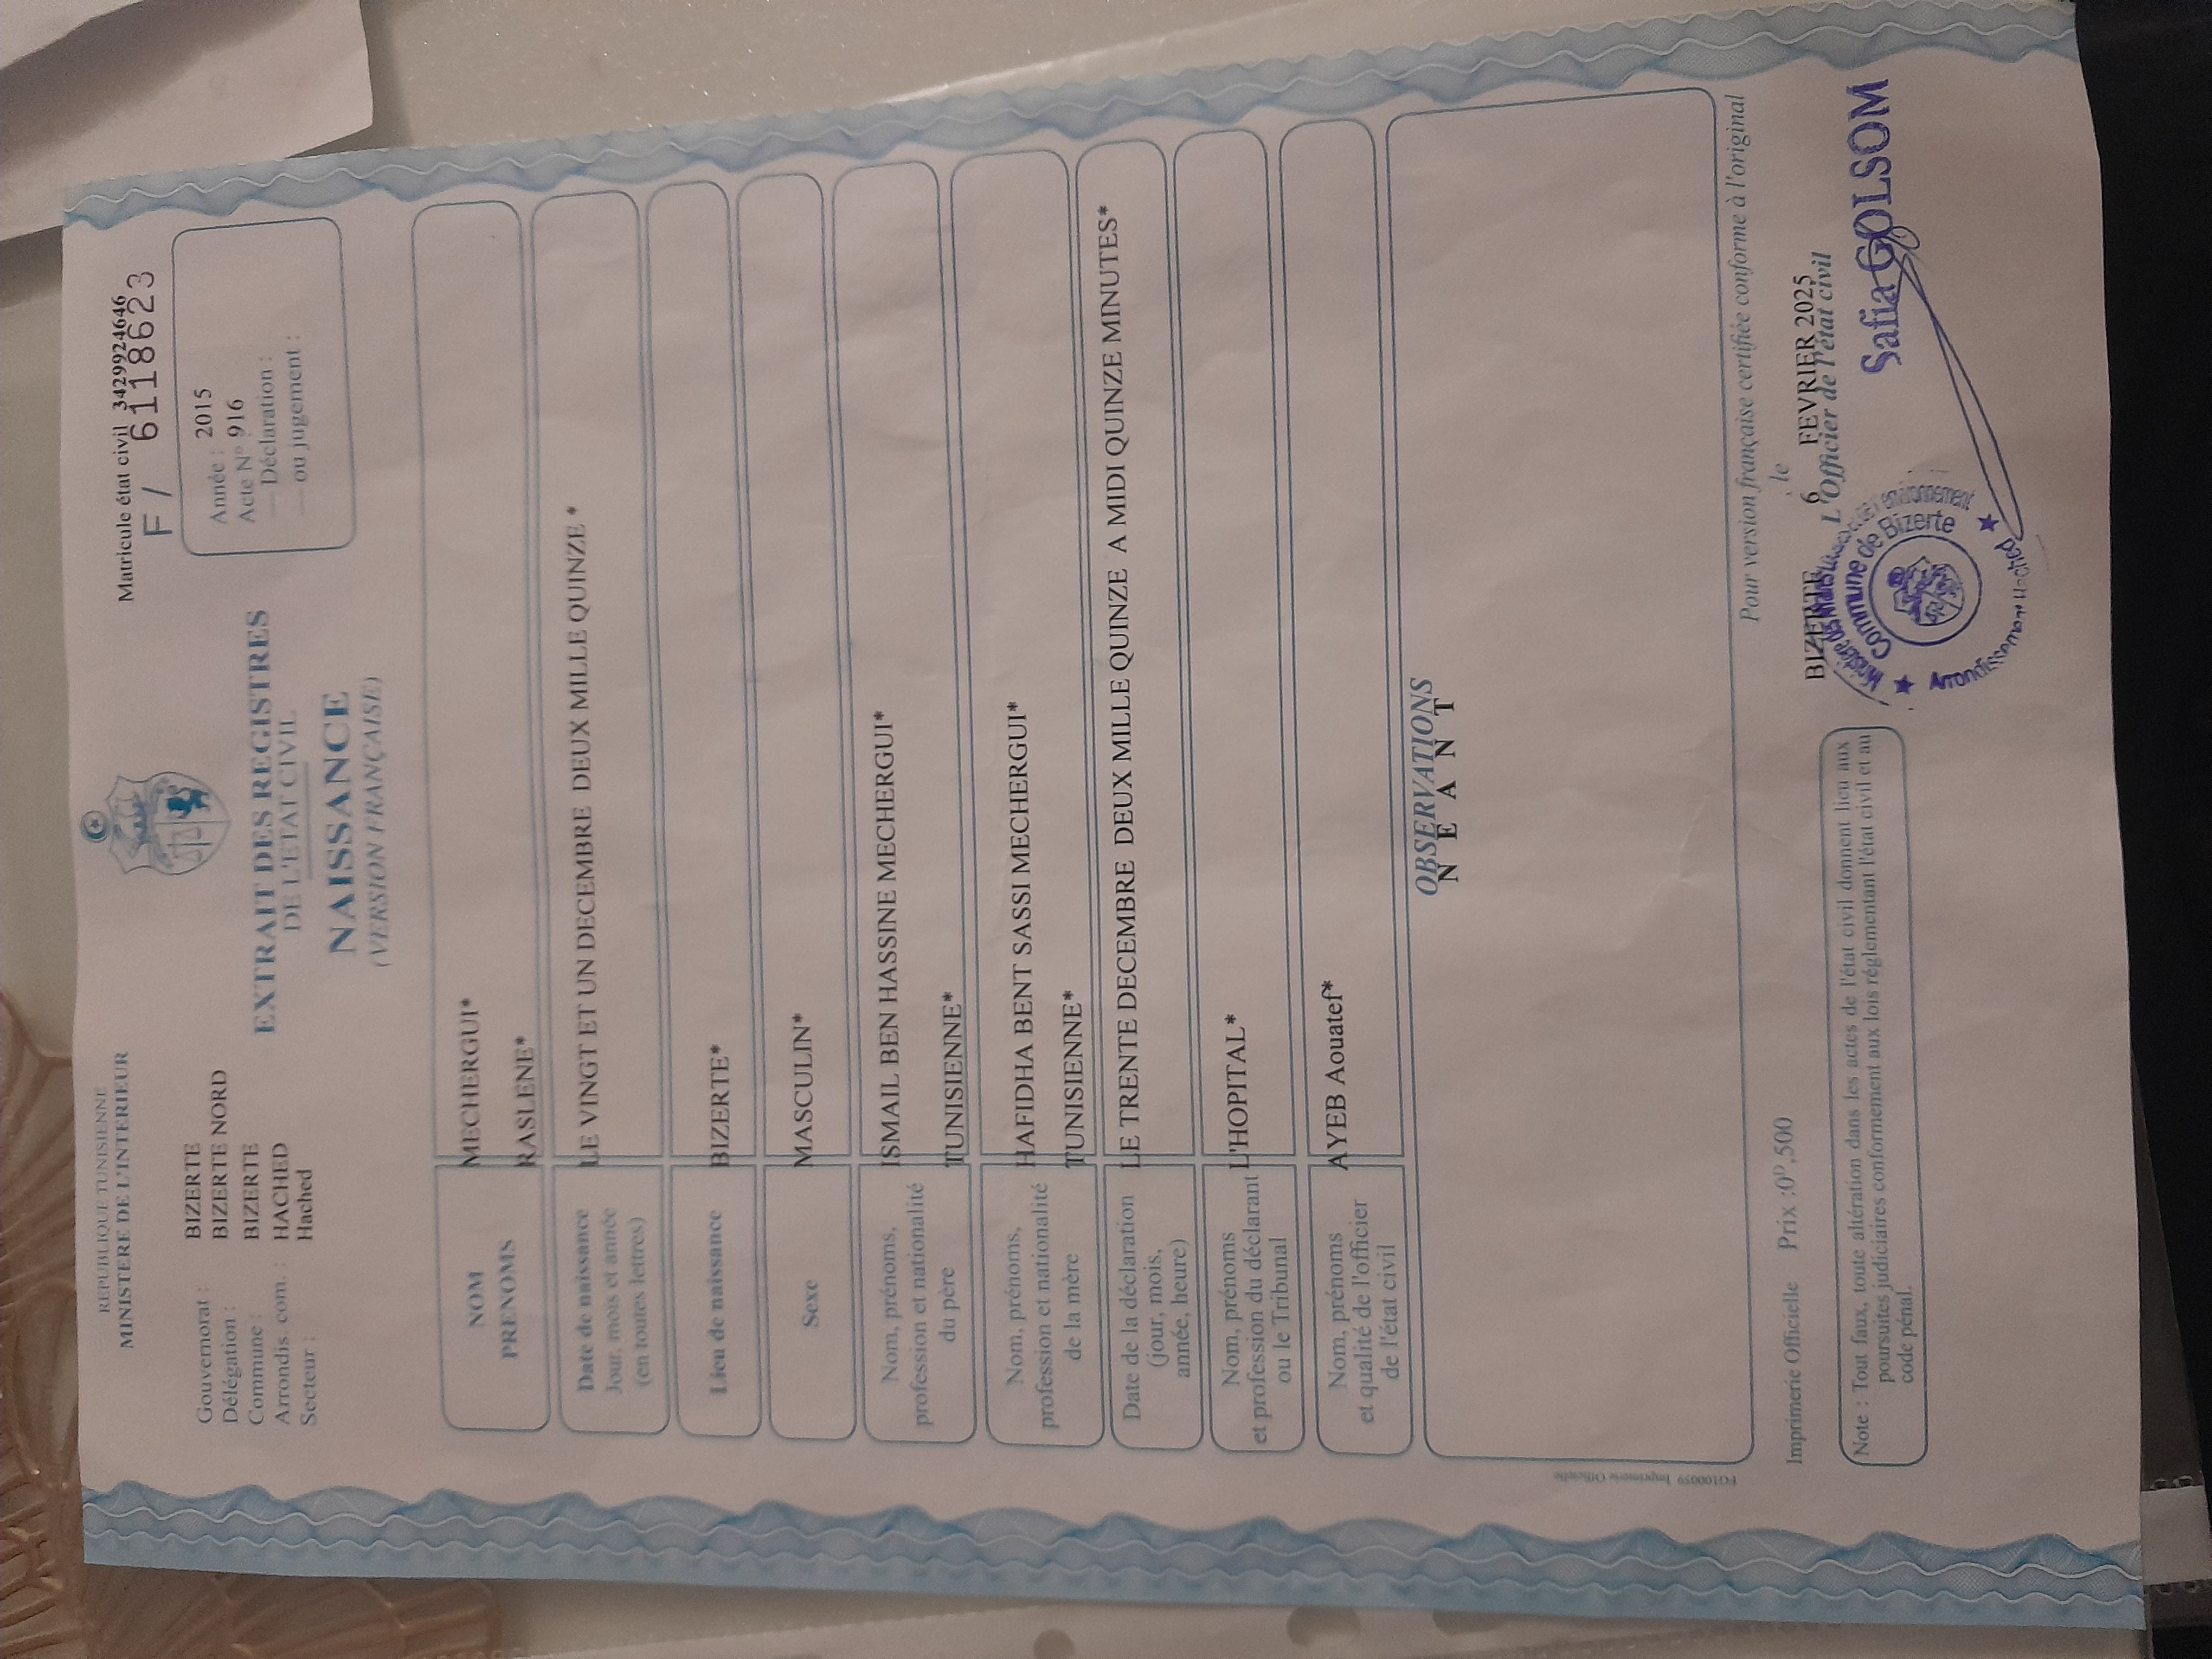 REPUBLIQUE TUNISIENNE
MINISTERE DE L'INTERIEUR
Gouvernorat : BIZERTE
Délégation : BIZERTE NORD
Commune : BIZERTE
Arrondis. com. : HACHED
Secteur : Hached
EXTRAIT DES REGISTRES
DE L'ETAT CIVIL
NAISSANCE
(VERSION FRANÇAISE)
Matricule état civil 3429924646
F / 6118623
Année : 2015
Acte N° 916
— Déclaration :
— ou jugement :
NOM MECHERGUI*
PRENOMS RASLENE*
Date de naissance
Jour, mois et année
(en toutes lettres)
LE VINGT ET UN DECEMBRE DEUX MILLE QUINZE *
Lieu de naissance BIZERTE*
Sexe MASCULIN*
Nom, prénoms,
profession et nationalité
du père
ISMAIL BEN HASSINE MECHERGUI*
TUNISIENNE*
Nom, prénoms,
profession et nationalité
de la mère
HAFIDHA BENT SASSI MECHERGUI*
TUNISIENNE*
Date de la déclaration
(jour, mois,
année, heure)
LE TRENTE DECEMBRE DEUX MILLE QUINZE A MIDI QUINZE MINUTES*
Nom, prénoms
et profession du déclarant
ou le Tribunal
L'HOPITAL*
Nom, prénoms
et qualité de l'officier
de l'état civil
AYEB Aouatef*
OBSERVATIONS
N E A N T
FG100059 Imprimerie Officielle
Pour version française certifiée conforme à l'original
Imprimerie Officielle Prix :0ᴰ,500
BIZERTE , le 6 FEVRIER 2025
L'Officier de l'état civil
Safia GOLSOM
Commune de Bizerte
Arrondissement Hached
Note : Tout faux, toute altération dans les actes de l'état civil donnent lieu aux
poursuites judiciaires conformement aux lois réglementant l'état civil et au
code pénal.